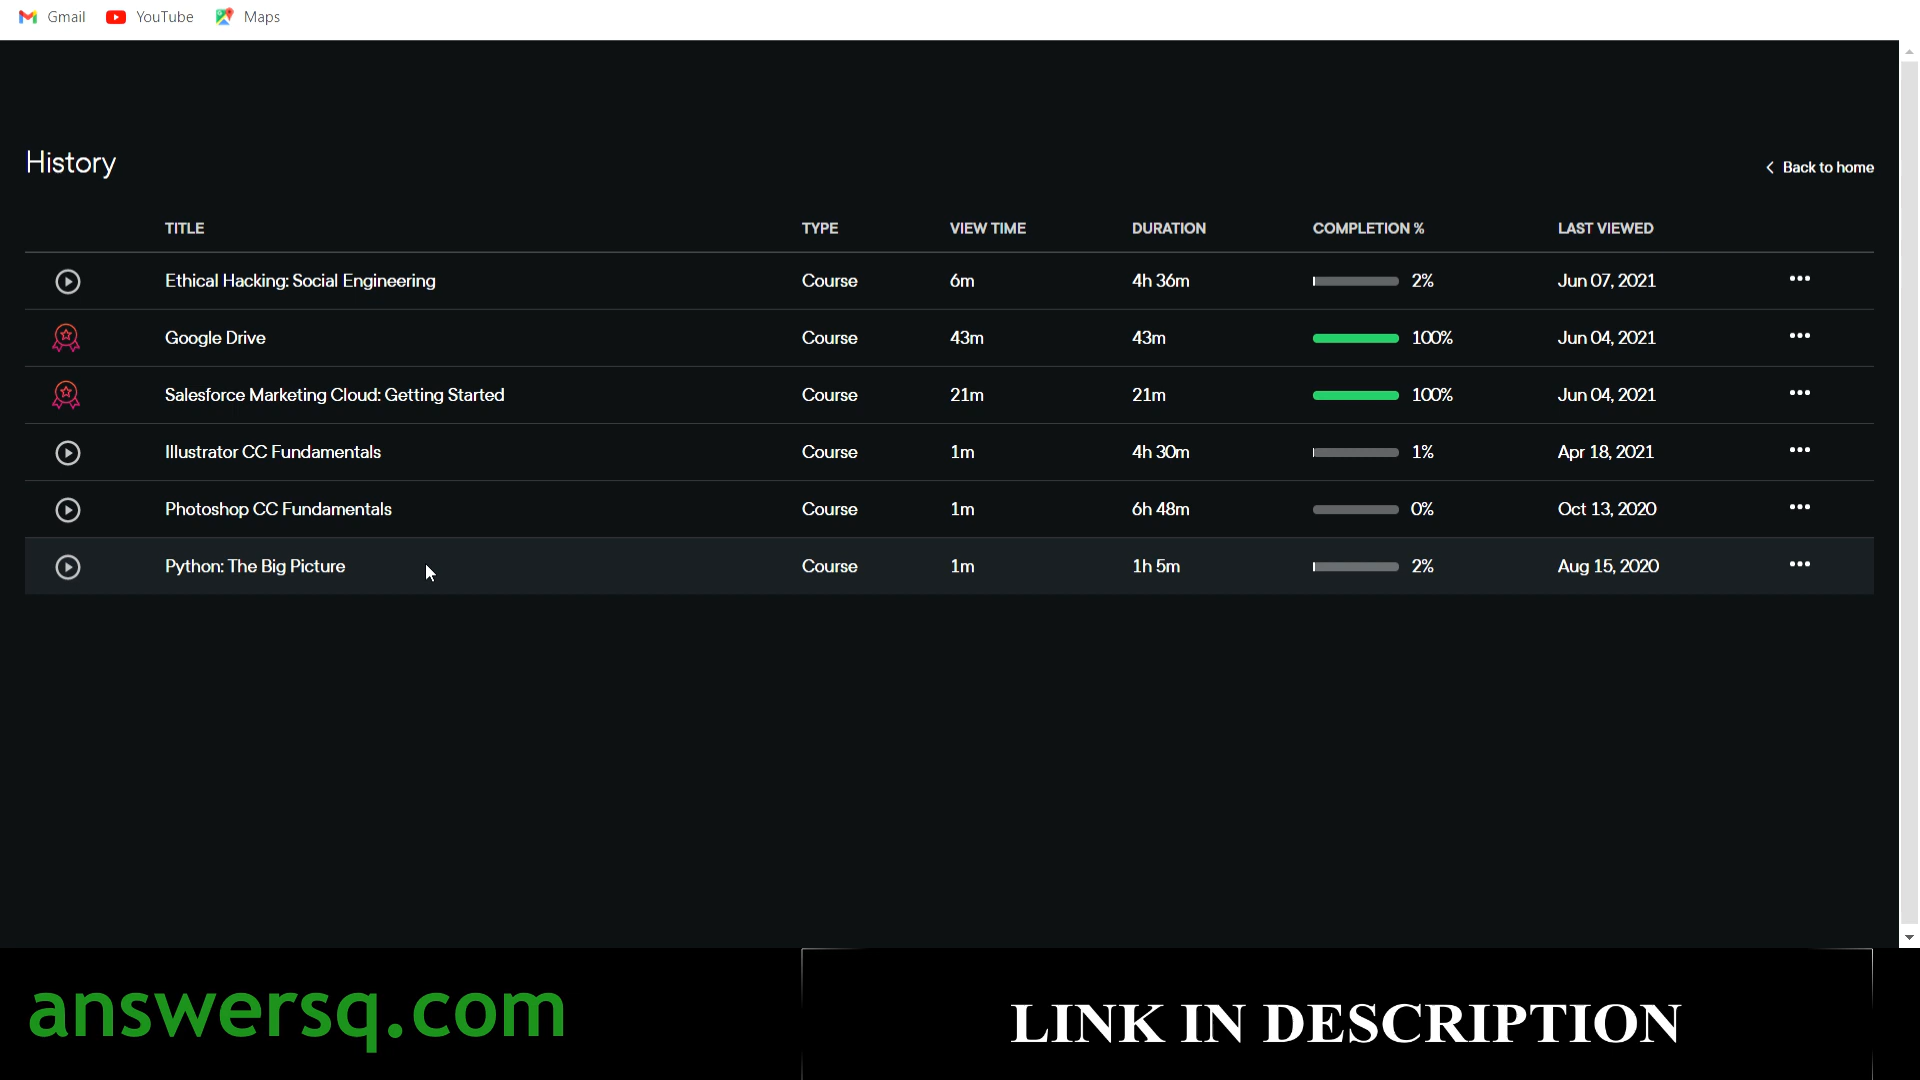 Gmail YouTube Maps
History
Back to home
TITLE TYPE VIEW TIME DURATION COMPLETION % LAST VIEWED
Ethical Hacking: Social Engineering Course 6m 4h 36m 2% Jun 07, 2021
Google Drive Course 43m 43m 100% Jun 04, 2021
Salesforce Marketing Cloud: Getting Started Course 21m 21m 100% Jun 04, 2021
Illustrator CC Fundamentals Course 1m 4h 30m 1% Apr 18, 2021
Photoshop CC Fundamentals Course 1m 6h 48m 0% Oct 13, 2020
Python: The Big Picture Course 1m 1h 5m 2% Aug 15, 2020
answersq.com
LINK IN DESCRIPTION